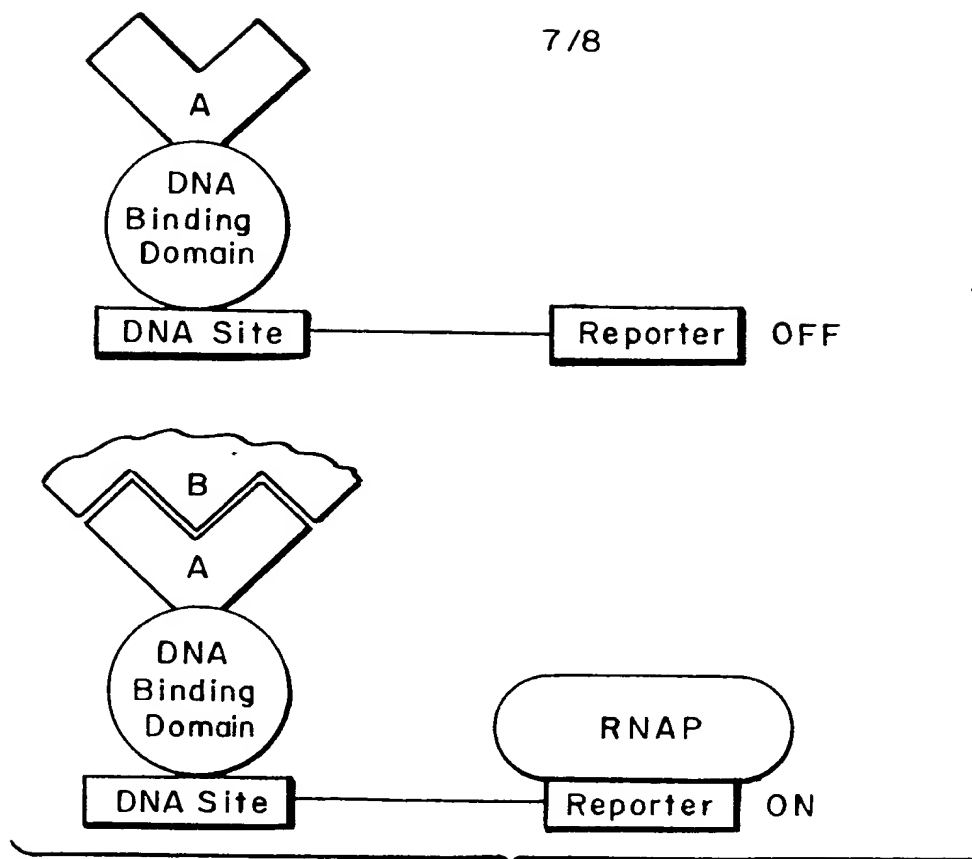 7/8
A
DNA
Binding
Domain
DNA Site
Reporter OFF
B
A
DNA
Binding
Domain
RNAP
DNA Site
Reporter ON